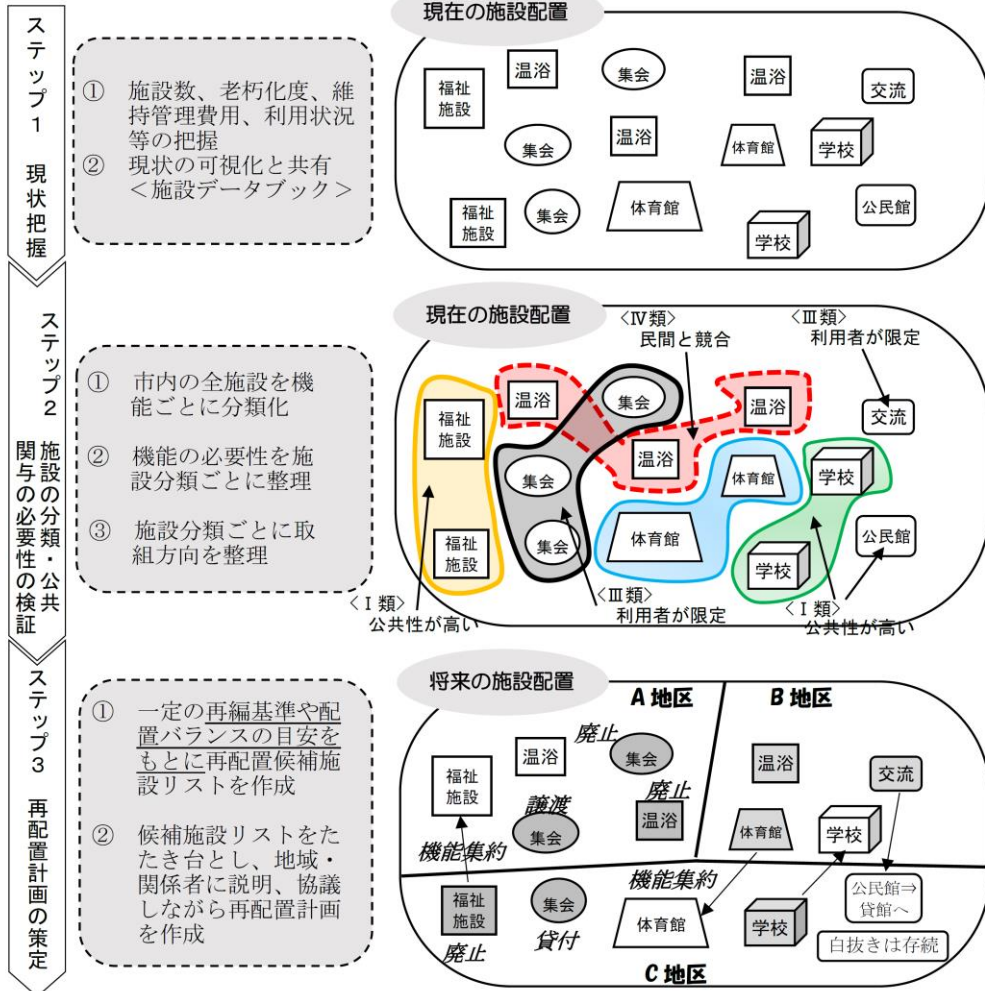 ステップ1 現状把握
① 施設数、老朽化度、維
持管理費用、利用状況
等の把握
② 現状の可視化と共有
＜施設データブック＞
現在の施設配置
福祉
施設
温浴
集会
温浴
交流
集会
温浴
体育館
学校
福祉
施設
集会
体育館
学校
公民館
ステップ2 施設の分類・公共
関与の必要性の検証
① 市内の全施設を機
能ごとに分類化
② 機能の必要性を施
設分類ごとに整理
③ 施設分類ごとに取
組方向を整理
現在の施設配置
＜Ⅳ類＞
民間と競合
＜Ⅲ類＞
利用者が限定
福祉
施設
温浴
集会
温浴
交流
集会
温浴
体育館
学校
福祉
施設
集会
体育館
学校
公民館
＜Ⅰ類＞
公共性が高い
＜Ⅲ類＞
利用者が限定
＜Ⅰ類＞
公共性が高い
ステップ3 再配置計画の策定
① 一定の再編基準や配
置バランスの目安を
もとに再配置候補施
設リストを作成
② 候補施設リストをた
たき台とし、地域・
関係者に説明、協議
しながら再配置計画
を作成
将来の施設配置
A地区
B地区
福祉
施設
温浴
廃止
集会
温浴
交流
譲渡
集会
廃止
温浴
体育館
学校
機能集約
機能集約
福祉
施設
廃止
集会
貸付
体育館
学校
公民館⇒
貸館へ
白抜きは存続
C地区